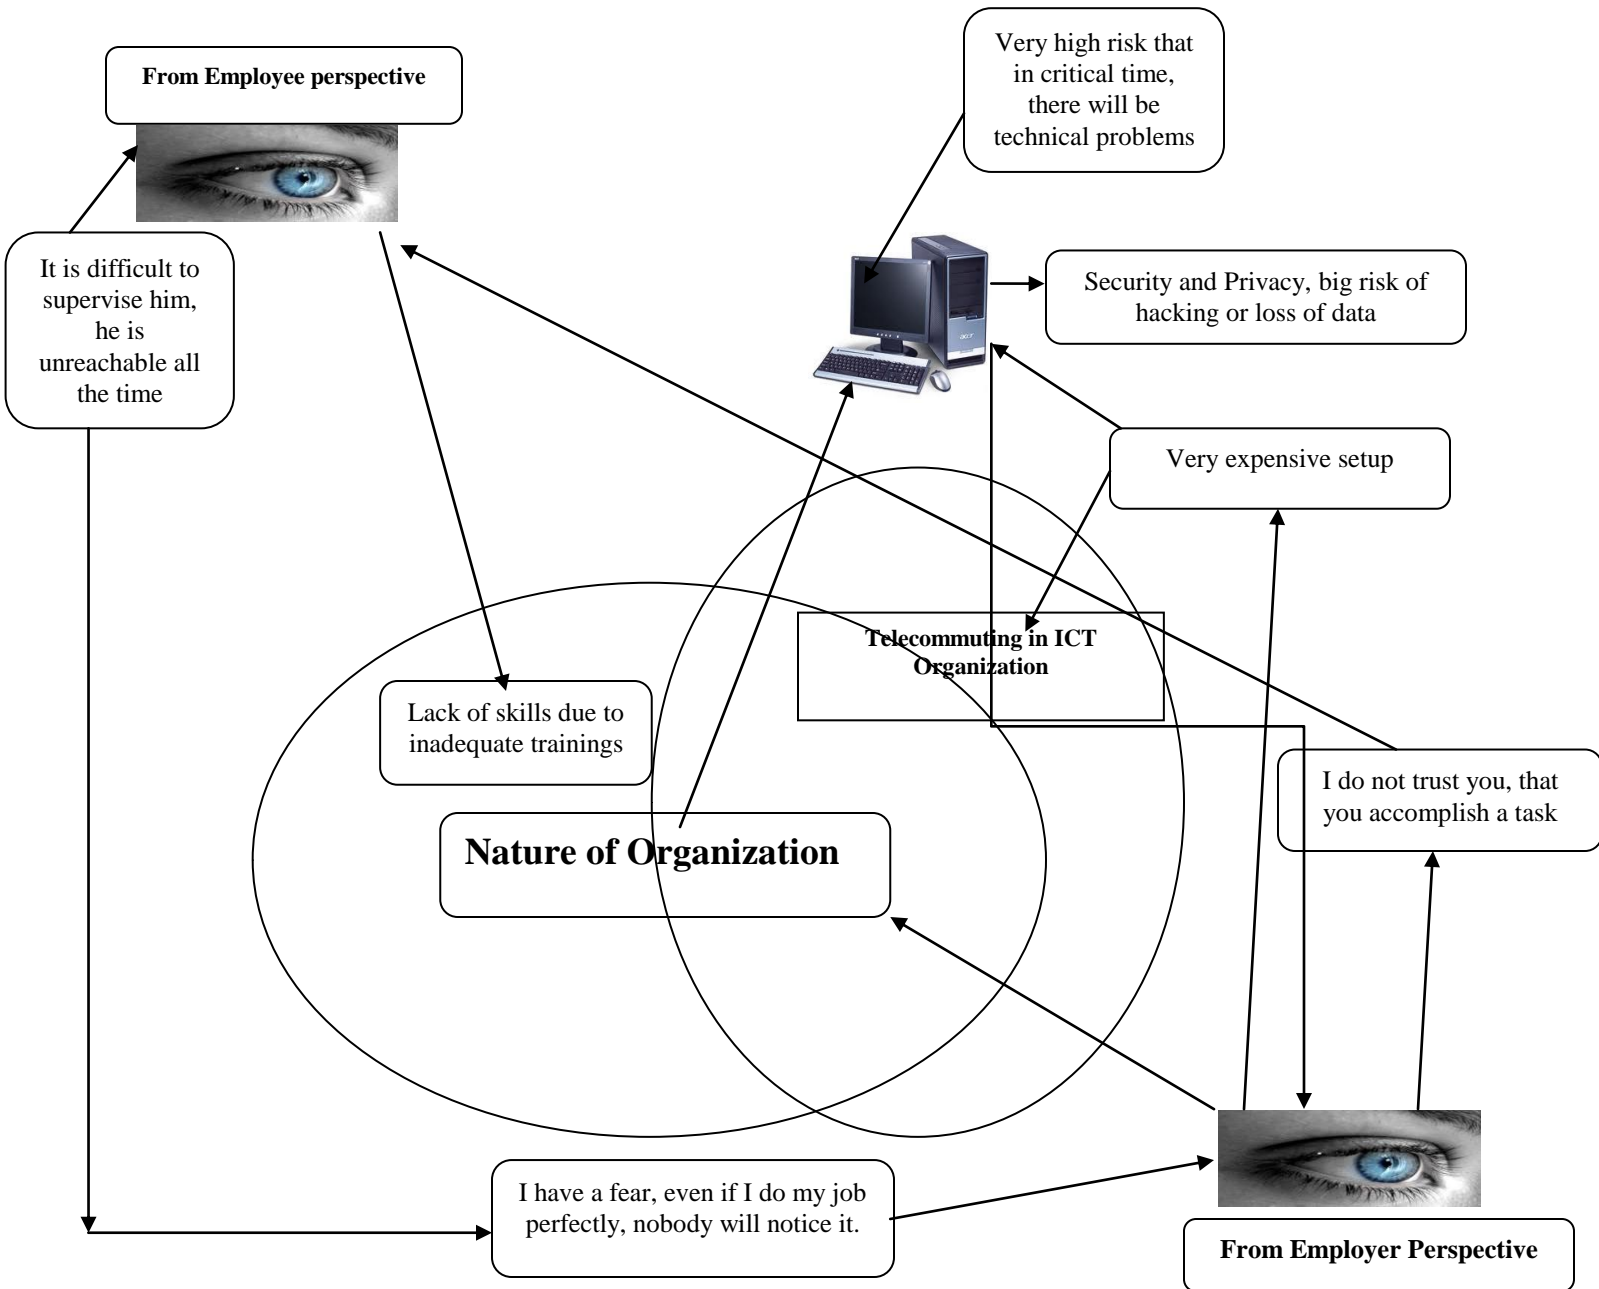 From Employee perspective
Very high risk that
in critical time,
there will be
technical problems
It is difficult to
supervise him,
he is
unreachable all
the time
Security and Privacy, big risk of
hacking or loss of data
Very expensive setup
Telecommuting in ICT
Organization
Lack of skills due to
inadequate trainings
I do not trust you, that
you accomplish a task
Nature of Organization
I have a fear, even if I do my job
perfectly, nobody will notice it.
From Employer Perspective